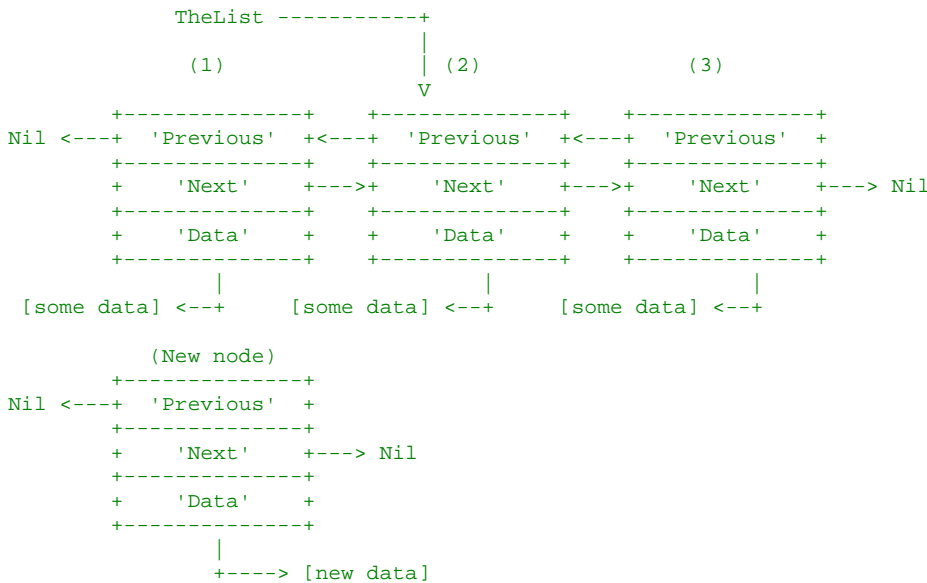 TheList -----------+
|
(1) | (2) (3)
V
+--------------+ +--------------+ +--------------+
Nil <---+ 'Previous' +<---+ 'Previous' +<---+ 'Previous' +
+--------------+ +--------------+ +--------------+
+ 'Next' +--->+ 'Next' +--->+ 'Next' +---> Nil
+--------------+ +--------------+ +--------------+
+ 'Data' + + 'Data' + + 'Data' +
+--------------+ +--------------+ +--------------+
| | |
[some data] <--+ [some data] <--+ [some data] <--+
(New node)
+--------------+
Nil <---+ 'Previous' +
+--------------+
+ 'Next' +---> Nil
+--------------+
+ 'Data' +
+--------------+
|
+----> [new data]